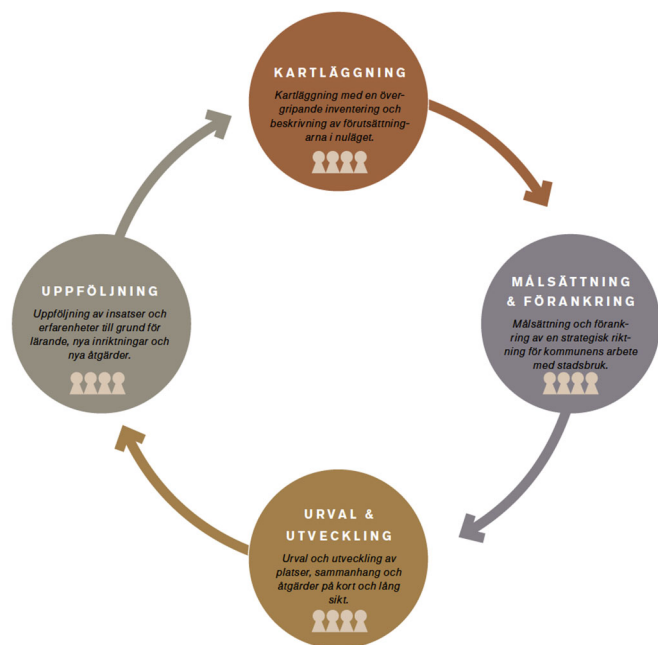 KARTLÄGGNING
Kartläggning med en över-
gripande inventering och
beskrivning av förutsättning-
arna i nuläget.
MÅLSÄTTNING
& FÖRANKRING
Målsättning och förank-
ring av en strategisk rikt-
ning för kommunens arbete
med stadsbruk.
URVAL &
UTVECKLING
Urval och utveckling av
platser, sammanhang och
åtgärder på kort och lång
sikt.
UPPFÖLJNING
Uppföljning av insatser och
erfarenheter till grund för
lärande, nya inriktningar och
nya åtgärder.